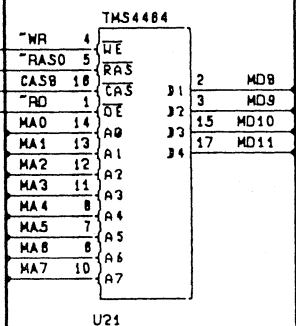 TMS4464
~WR 4 WE
~RAS0 5 RAS
CAS8 16 CAS D1 2 MD8
~RD 1 OE D2 3 MD9
MA0 14 A0 D3 15 MD10
MA1 13 A1 D4 17 MD11
MA2 12 A2
MA3 11 A3
MA4 8 A4
MA5 7 A5
MA6 6 A6
MA7 10 A7
U21